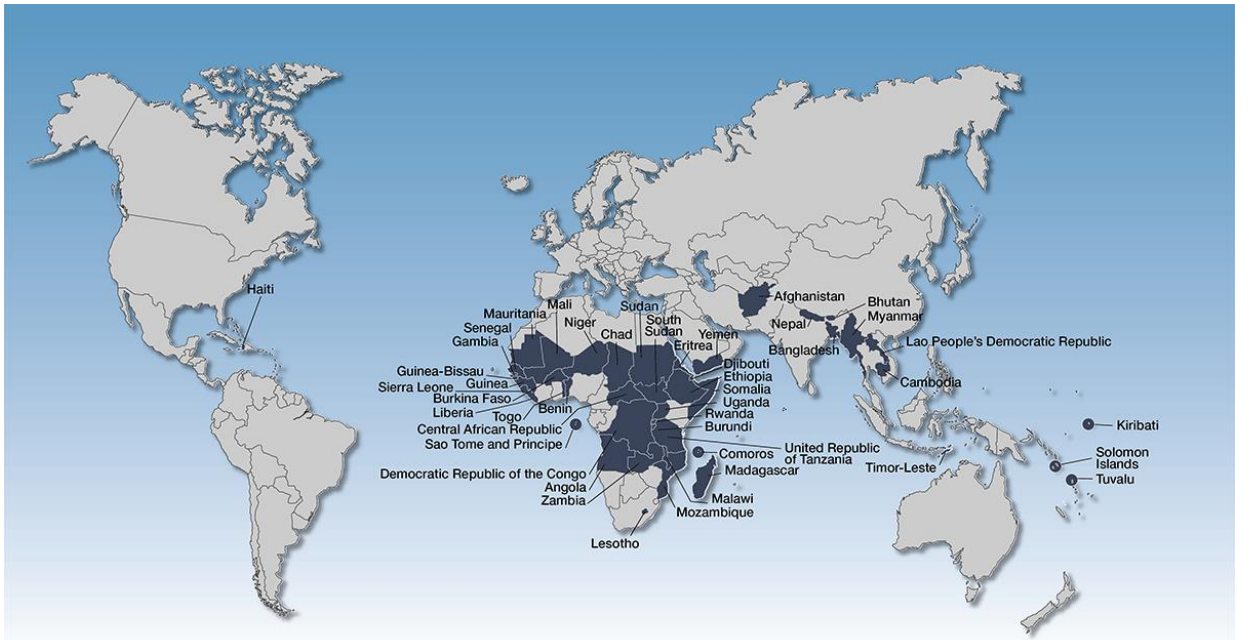 Haiti
Mauritania
Mali
Niger
Chad
Sudan
South
Sudan
Eritrea
Yemen
Senegal
Gambia
Guinea-Bissau
Guinea
Sierra Leone
Burkina Faso
Liberia
Togo
Benin
Central African Republic
Sao Tome and Principe
Democratic Republic of the Congo
Angola
Zambia
Lesotho
Djibouti
Ethiopia
Somalia
Uganda
Rwanda
Burundi
United Republic
of Tanzania
Comoros
Madagascar
Malawi
Mozambique
Afghanistan
Nepal
Bhutan
Myanmar
Bangladesh
Lao People's Democratic Republic
Cambodia
Timor-Leste
Kiribati
Solomon
Islands
Tuvalu